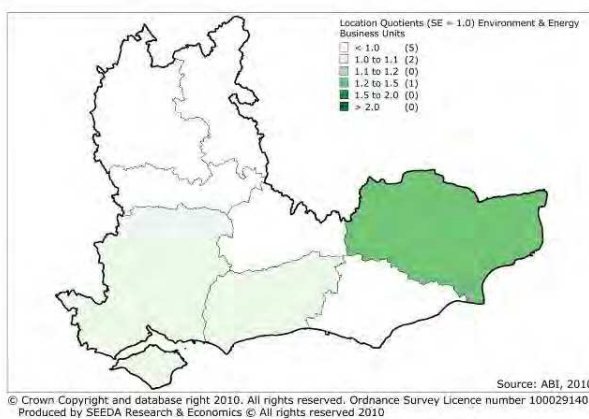 Location Quotients (SE = 1.0) Environment & Energy
Business Units
< 1.0 (5)
1.0 to 1.1 (2)
1.1 to 1.2 (0)
1.2 to 1.5 (1)
1.5 to 2.0 (0)
> 2.0 (0)
Source: ABI, 2010
© Crown Copyright and database right 2010. All rights reserved. Ordnance Survey Licence number 100029140
Produced by SEEDA Research & Economics © All rights reserved 2010